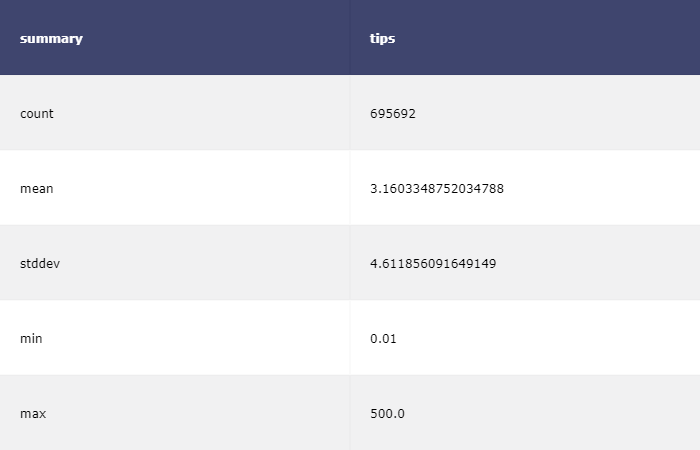 summary tips
count 695692
mean 3.1603348752034788
stddev 4.611856091649149
min 0.01
max 500.0